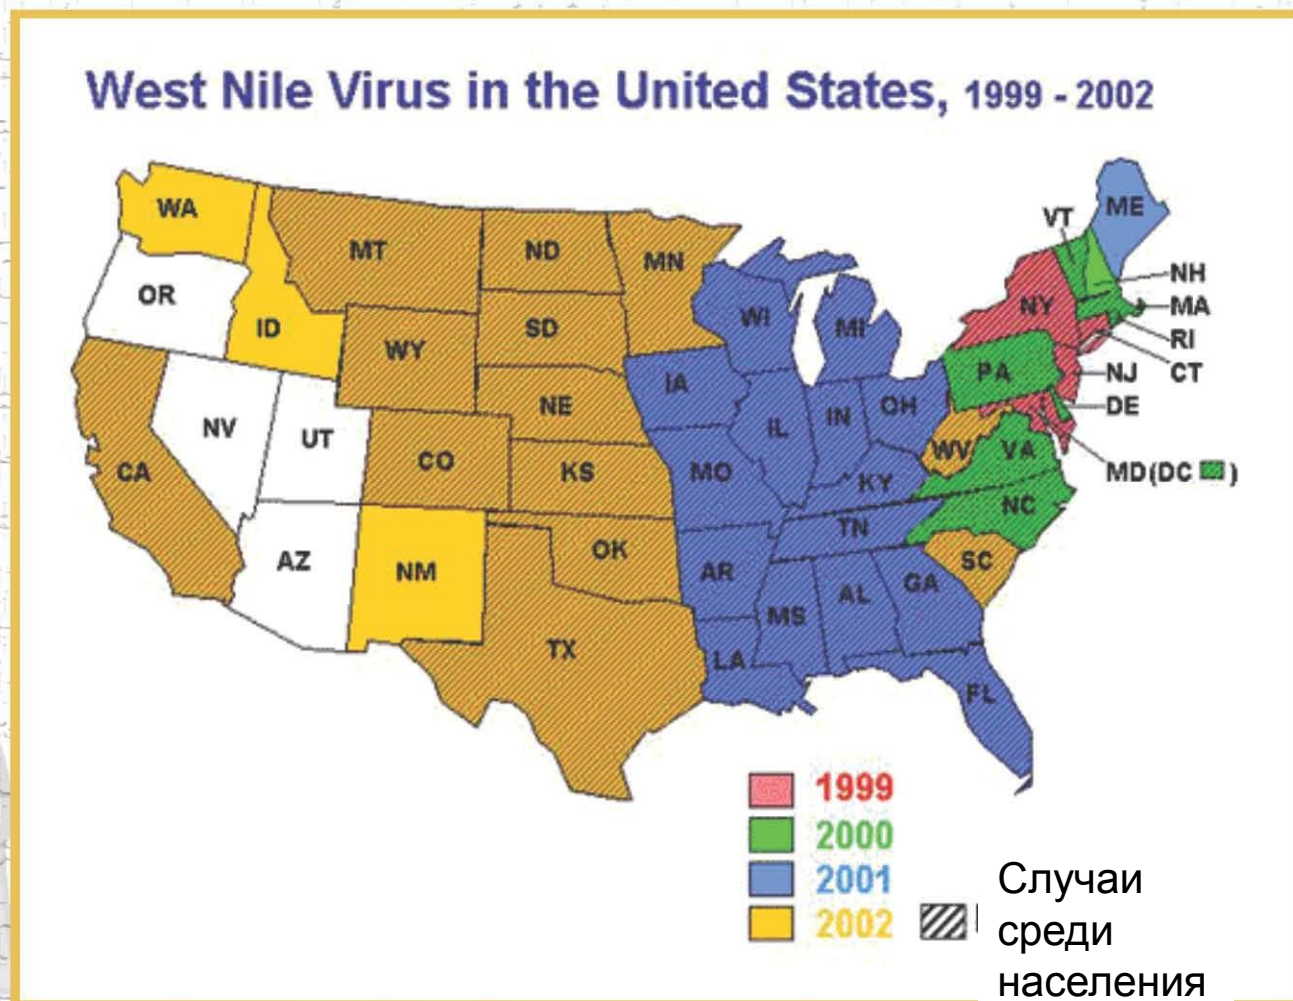 West Nile Virus in the United States, 1999 - 2002
WA
MT
ND
MN
VT
ME
OR
ID
SD
WI
MI
NY
NH
MA
RI
WY
IA
PA
NJ
CT
NE
DE
NV
UT
CO
KS
IL
IN
OH
WV
VA
CA
MO
KY
MD(DC )
NC
TN
AZ
NM
OK
AR
SC
MS
AL
GA
TX
LA
FL
1999
2000
2001
2002
Случаи
среди
населения